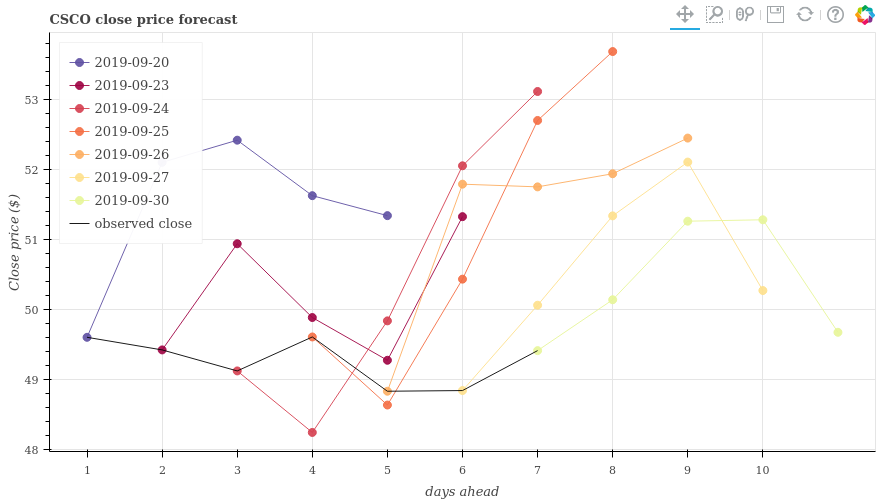 CSCO close price forecast
2019-09-20
2019-09-23
2019-09-24
2019-09-25
2019-09-26
2019-09-27
2019-09-30
observed close
Close price ($)
53
52
51
50
49
48
1 2 3 4 5 6 7 8 9 10
days ahead